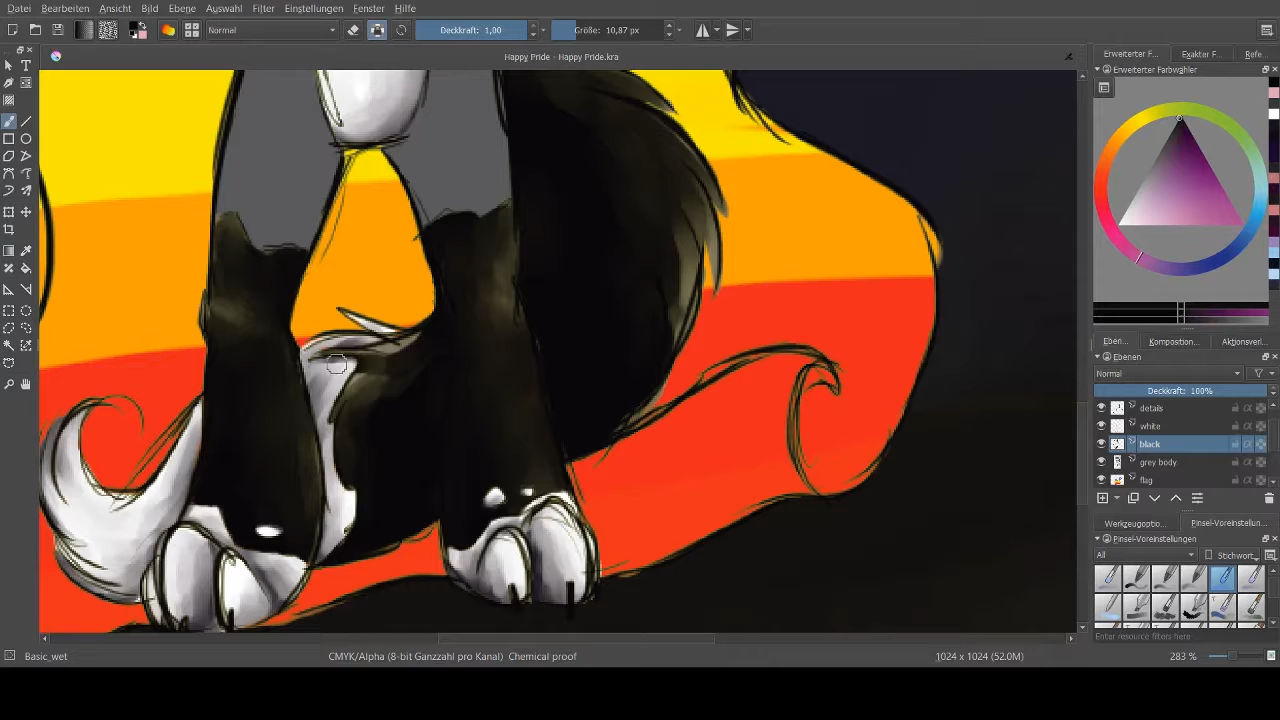 Datei Bearbeiten Ansicht Bild Ebene Auswahl Filter Einstellungen Fenster Hilfe
Normal Deckkraft: 1,00 Größe: 10,87 px
Happy Pride - Happy Pride.kra
Erweiterter F... Exakter F... Refe...
Erweiterter Farbwähler
Eben... Komposition... Aktionsverl...
Ebenen
Normal
Deckkraft: 100%
details
white
black
grey body
flag
Werkzeugoptio... Pinsel-Voreinstellun...
Pinsel-Voreinstellungen
All Stichwort...
Enter resource filters here
Basic_wet CMYK/Alpha (8-bit Ganzzahl pro Kanal) Chemical proof 1024 x 1024 (52.0M) 283 %